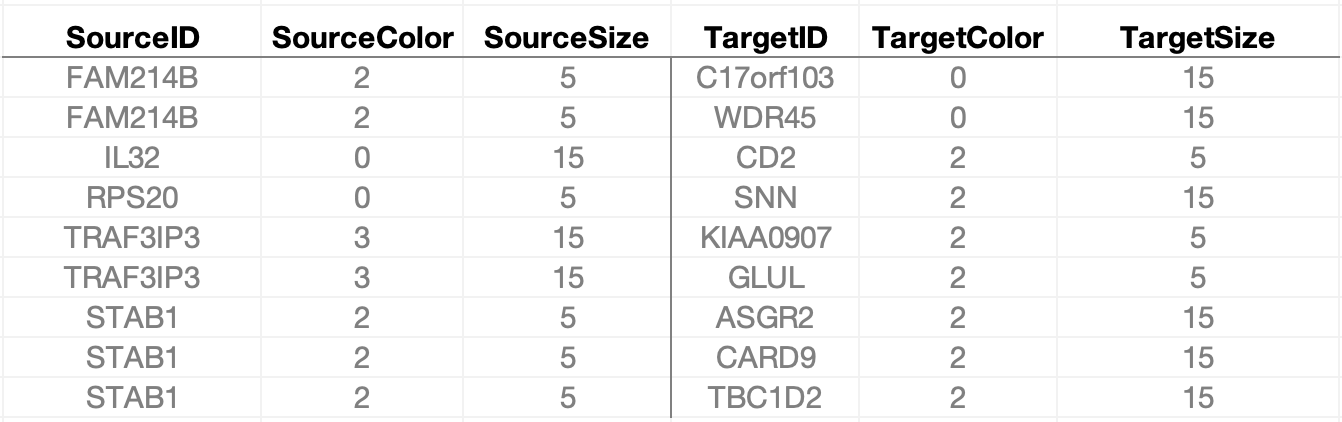 SourceID SourceColor SourceSize TargetID TargetColor TargetSize
FAM214B 2 5 C17orf103 0 15
FAM214B 2 5 WDR45 0 15
IL32 0 15 CD2 2 5
RPS20 0 5 SNN 2 15
TRAF3IP3 3 15 KIAA0907 2 5
TRAF3IP3 3 15 GLUL 2 5
STAB1 2 5 ASGR2 2 15
STAB1 2 5 CARD9 2 15
STAB1 2 5 TBC1D2 2 15